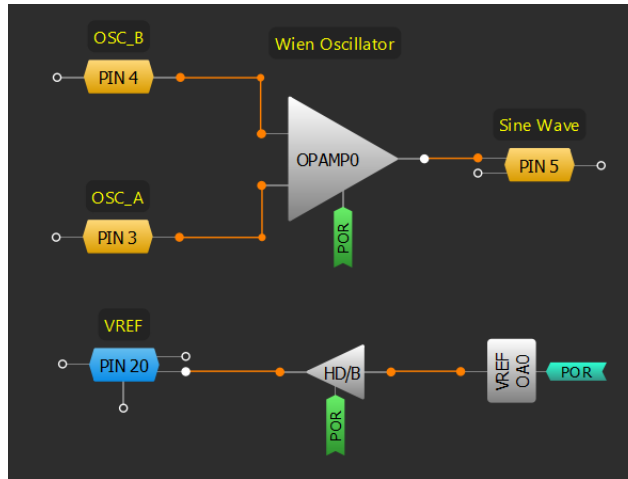 OSC_B
Wien Oscillator
PIN 4
Sine Wave
OPAMP0
PIN 5
OSC_A
POR
PIN 3
VREF
PIN 20
HD/B
VREF
OA0
POR
POR